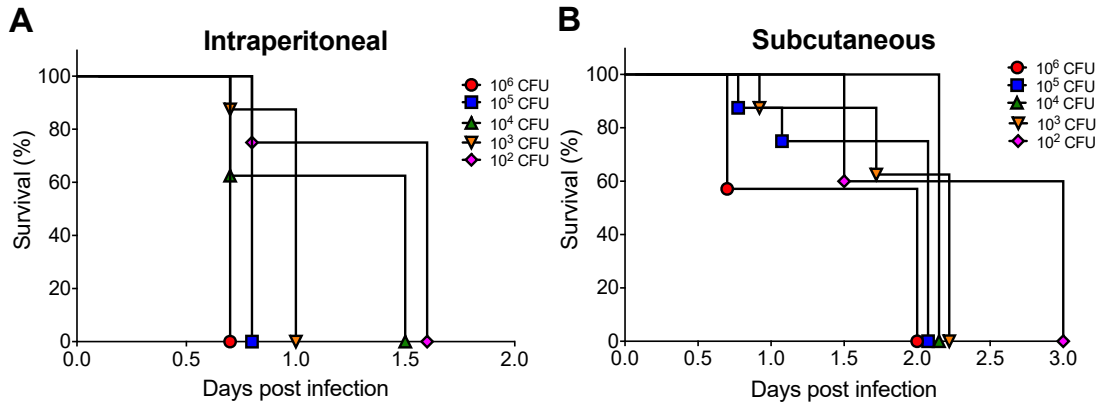 A
Intraperitoneal
Survival (%)
100
80
60
40
20
0
0.0 0.5 1.0 1.5 2.0
Days post infection
10⁶ CFU
10⁵ CFU
10⁴ CFU
10³ CFU
10² CFU
B
Subcutaneous
Survival (%)
100
80
60
40
20
0
0.0 0.5 1.0 1.5 2.0 2.5 3.0
Days post infection
10⁶ CFU
10⁵ CFU
10⁴ CFU
10³ CFU
10² CFU